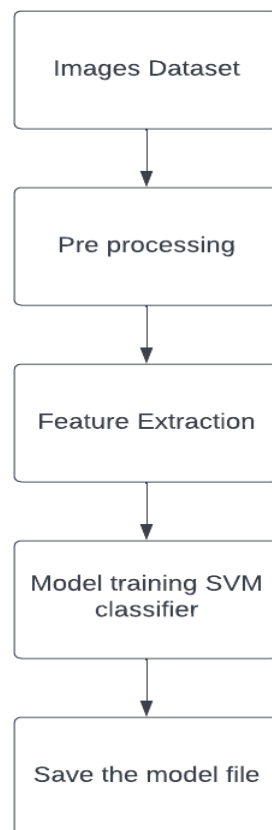 Images Dataset
Pre processing
Feature Extraction
Model training SVM
classifier
Save the model file